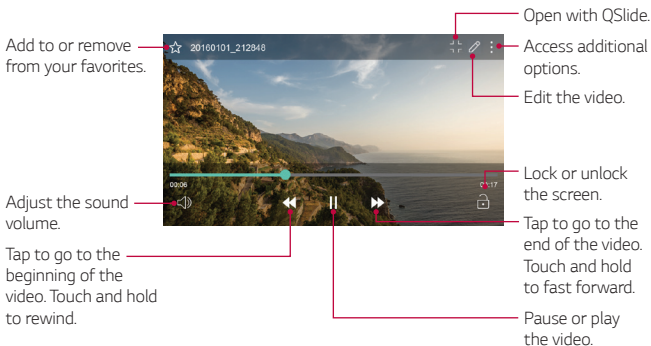 Open with QSlide.
Add to or remove
from your favorites.
20160101_212848
Access additional
options.
Edit the video.
00:06
00:17
Lock or unlock
the screen.
Adjust the sound
volume.
Tap to go to the
end of the video.
Touch and hold
to fast forward.
Tap to go to the
beginning of the
video. Touch and hold
to rewind.
Pause or play
the video.